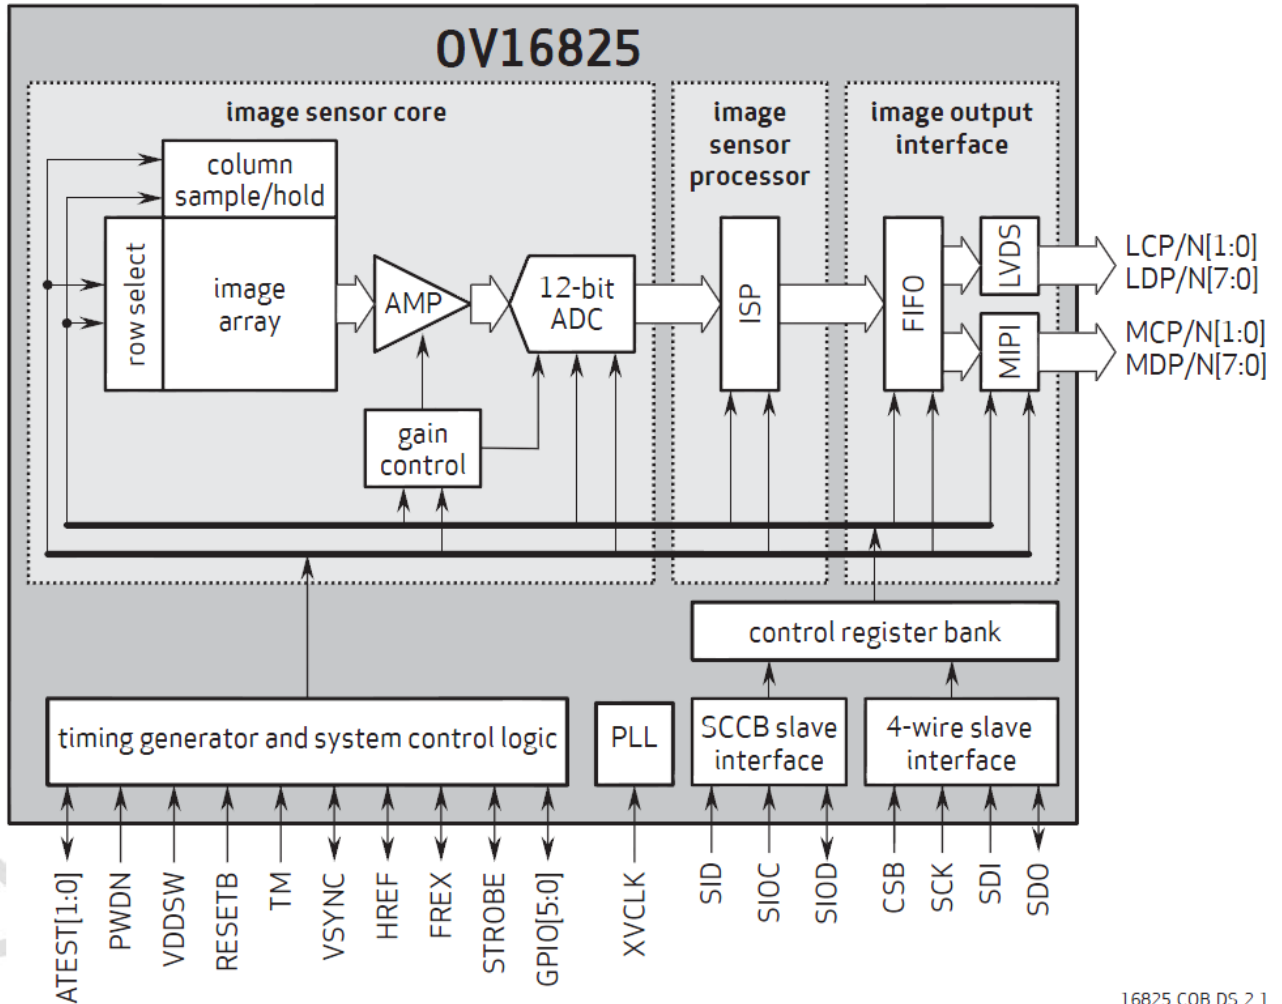 OV16825
image sensor core
image
sensor
processor
image output
interface
column
sample/hold
row select
image
array
AMP
12-bit
ADC
ISP
FIFO
LVDS
MIPI
LCP/N[1:0]
LDP/N[7:0]
MCP/N[1:0]
MDP/N[7:0]
gain
control
control register bank
timing generator and system control logic
PLL
SCCB slave
interface
4-wire slave
interface
ATEST[1:0]
PWDN
VDDSW
RESETB
TM
VSYNC
HREF
FREX
STROBE
GPIO[5:0]
XVCLK
SID
SIOC
SIOD
CSB
SCK
SDI
SDO
16825_COB_DS_2_1